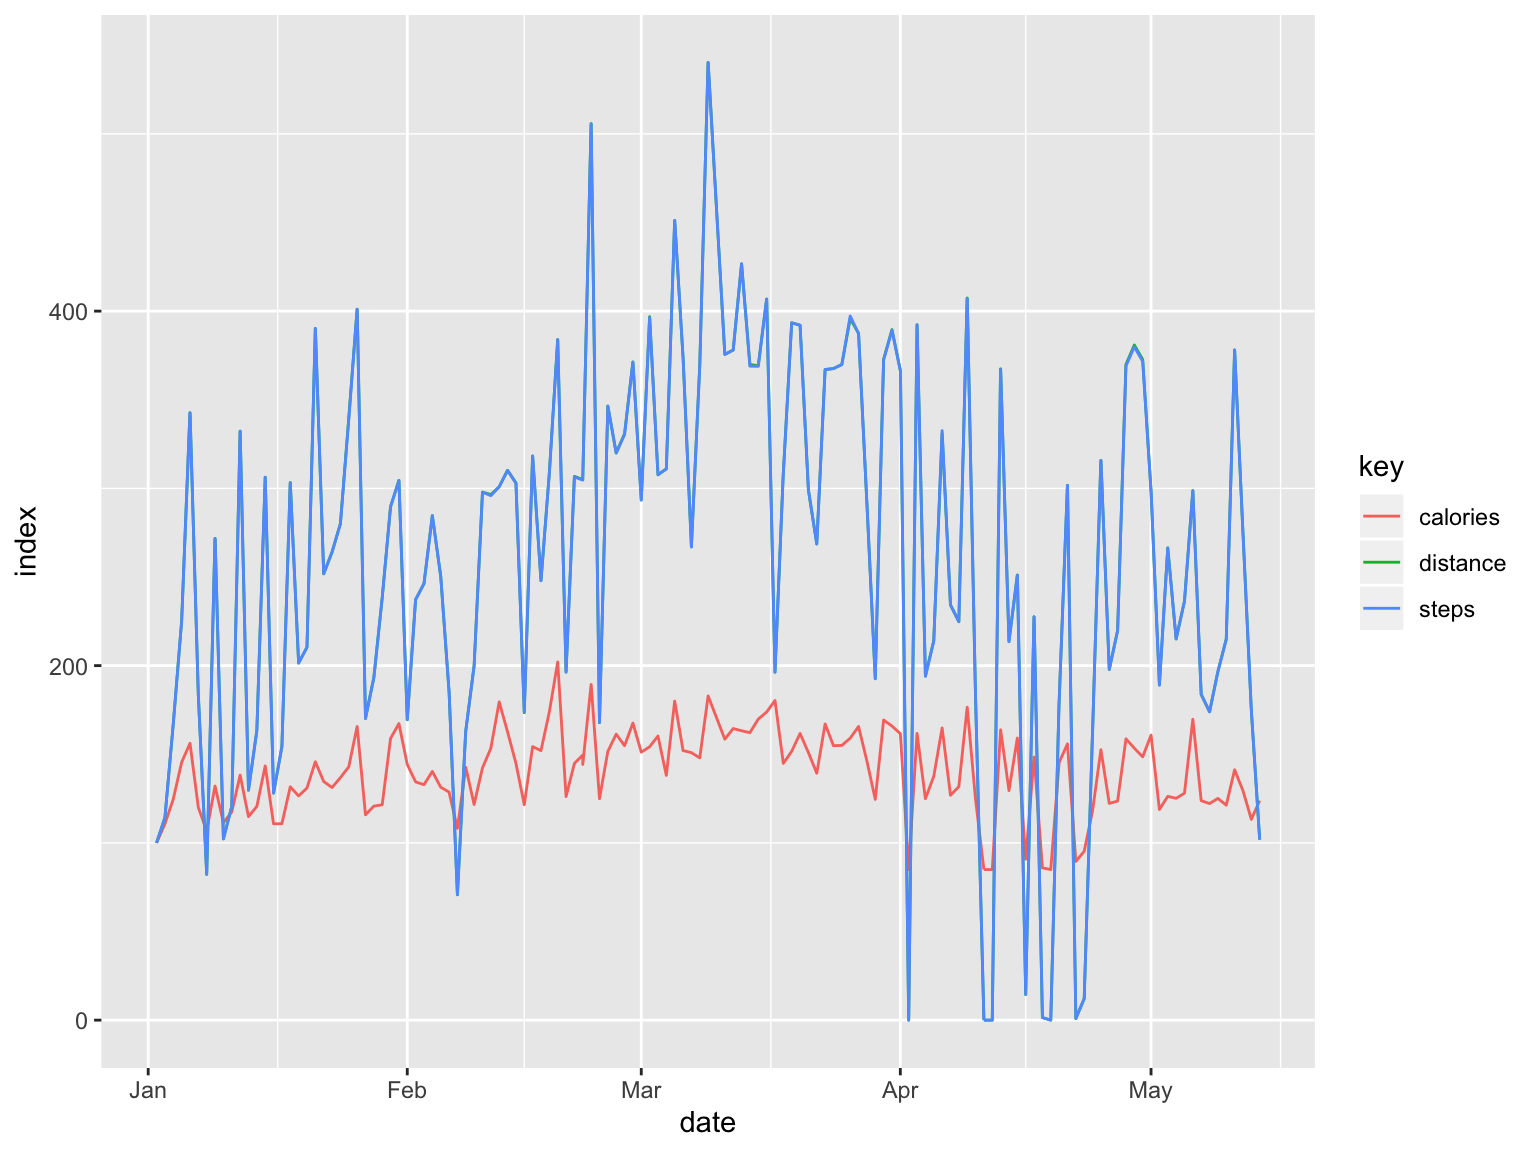 index
400
200
0
Jan Feb Mar Apr May
date
key
calories
distance
steps